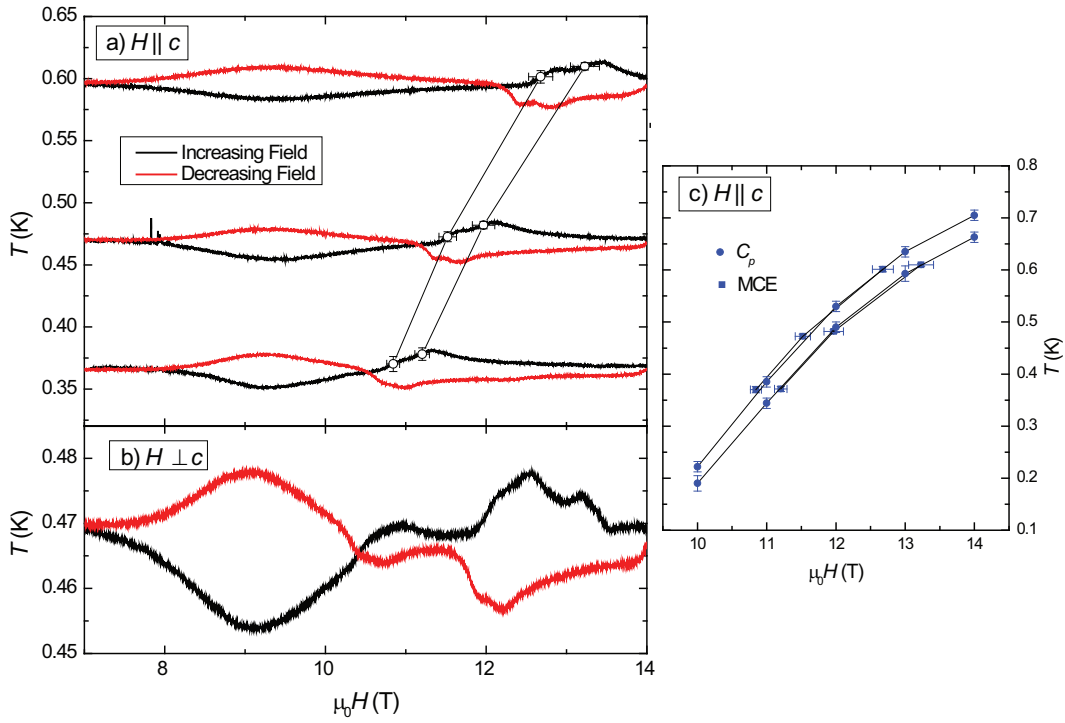 a) H || c
0.65
0.60
0.55
0.50
0.45
0.40
0.35
T (K)
Increasing Field
Decreasing Field
b) H ⊥ c
0.48
0.47
0.46
0.45
T (K)
8
10
12
14
μ₀H (T)
c) H || c
C_p
MCE
0.8
0.7
0.6
0.5
0.4
0.3
0.2
0.1
T (K)
10
11
12
13
14
μ₀H (T)